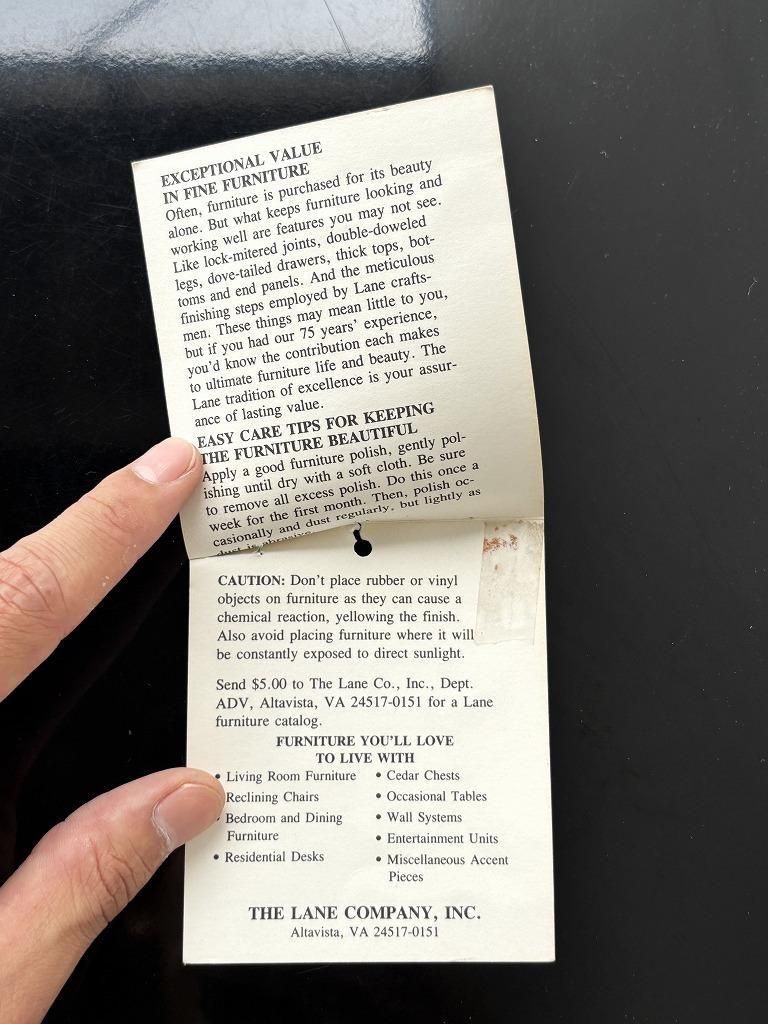 EXCEPTIONAL VALUE
IN FINE FURNITURE
Often, furniture is purchased for its beauty
alone. But what keeps furniture looking and
working well are features you may not see.
Like lock-mitered joints, double-doweled
legs, dove-tailed drawers, thick tops, bot-
toms and end panels. And the meticulous
finishing steps employed by Lane crafts-
men. These things may mean little to you,
but if you had our 75 years' experience,
you'd know the contribution each makes
to ultimate furniture life and beauty. The
Lane tradition of excellence is your assur-
ance of lasting value.
EASY CARE TIPS FOR KEEPING
THE FURNITURE BEAUTIFUL
Apply a good furniture polish, gently pol-
ishing until dry with a soft cloth. Be sure
to remove all excess polish. Do this once a
week for the first month. Then, polish oc-
casionally and dust regularly, but lightly as
dust is abrasive
CAUTION: Don't place rubber or vinyl
objects on furniture as they can cause a
chemical reaction, yellowing the finish.
Also avoid placing furniture where it will
be constantly exposed to direct sunlight.
Send $5.00 to The Lane Co., Inc., Dept.
ADV, Altavista, VA 24517-0151 for a Lane
furniture catalog.
FURNITURE YOU'LL LOVE
TO LIVE WITH
• Living Room Furniture • Cedar Chests
Reclining Chairs • Occasional Tables
• Bedroom and Dining • Wall Systems
Furniture • Entertainment Units
• Residential Desks • Miscellaneous Accent
Pieces
THE LANE COMPANY, INC.
Altavista, VA 24517-0151